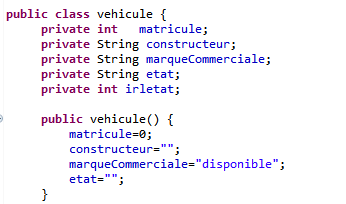 public class vehicule {
    private int   matricule;
    private String constructeur;
    private String marqueCommerciale;
    private String etat;
    private int irletat;

    public vehicule() {
        matricule=0;
        constructeur="";
        marqueCommerciale="disponible";
        etat="";
    }